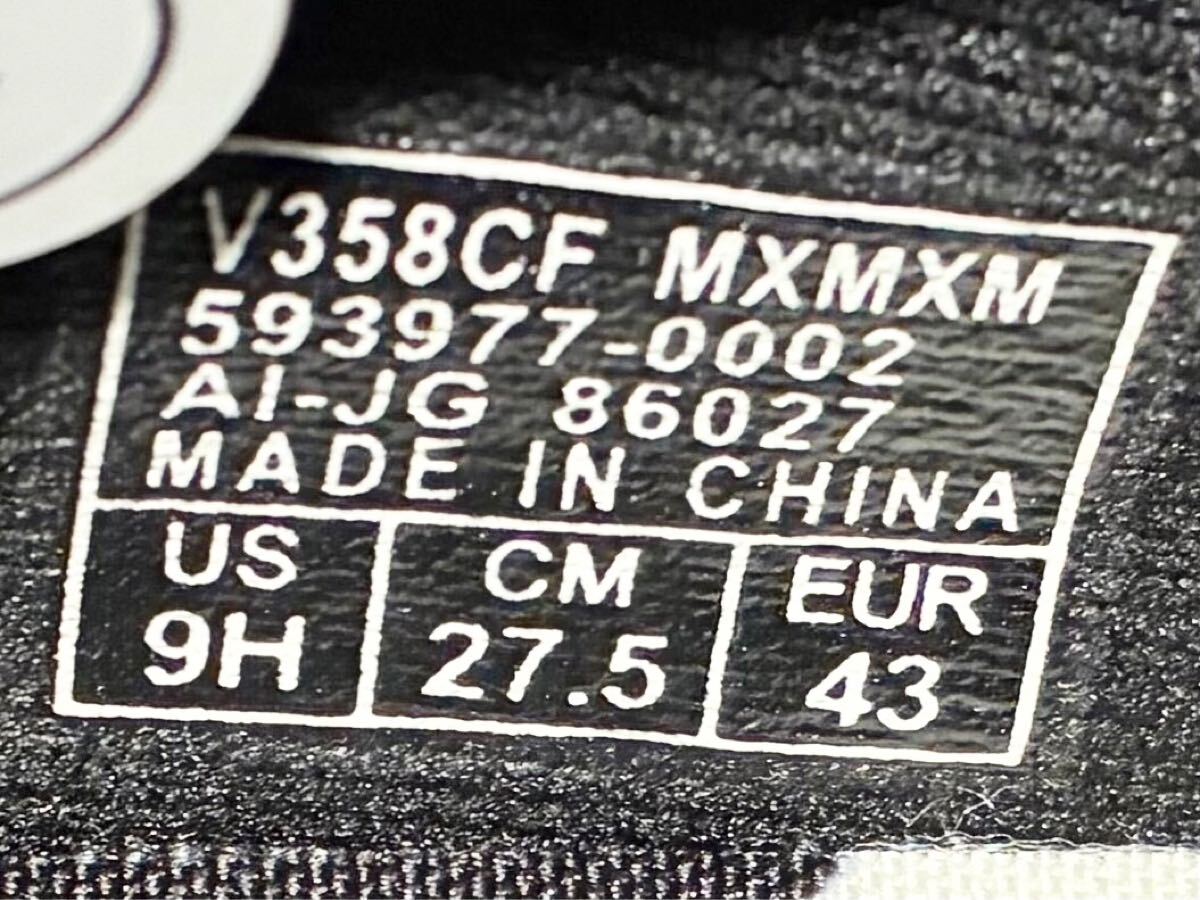 V358CF MXMXM
593977-0002
AI-JG 86027
MADE IN CHINA
US CM EUR
9H 27.5 43